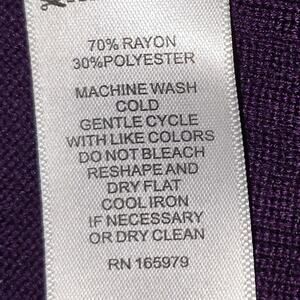 70% RAYON
30%POLYESTER
MACHINE WASH
COLD
GENTLE CYCLE
WITH LIKE COLORS
DO NOT BLEACH
RESHAPE AND
DRY FLAT
COOL IRON
IF NECESSARY
OR DRY CLEAN
RN 165979